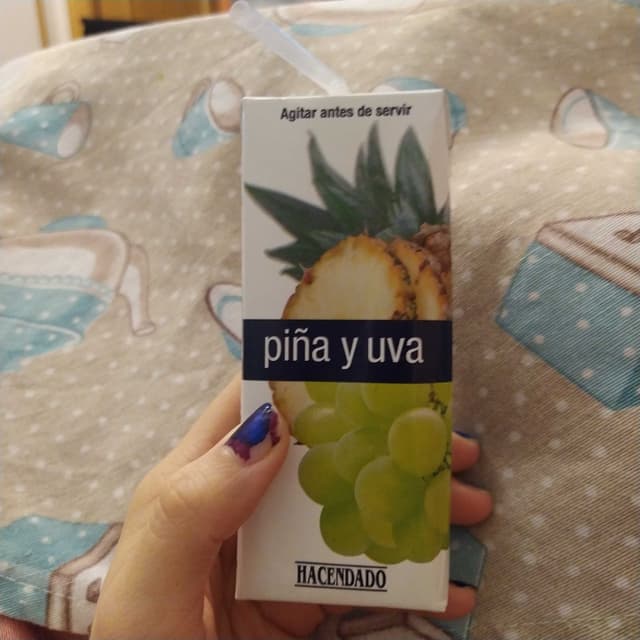 Agitar antes de servir
piña y uva
HACENDADO